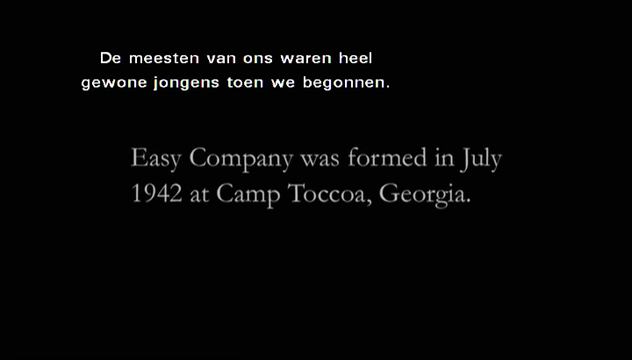 De meesten van ons waren heel
gewone jongens toen we begonnen.
Easy Company was formed in July
1942 at Camp Toccoa, Georgia.